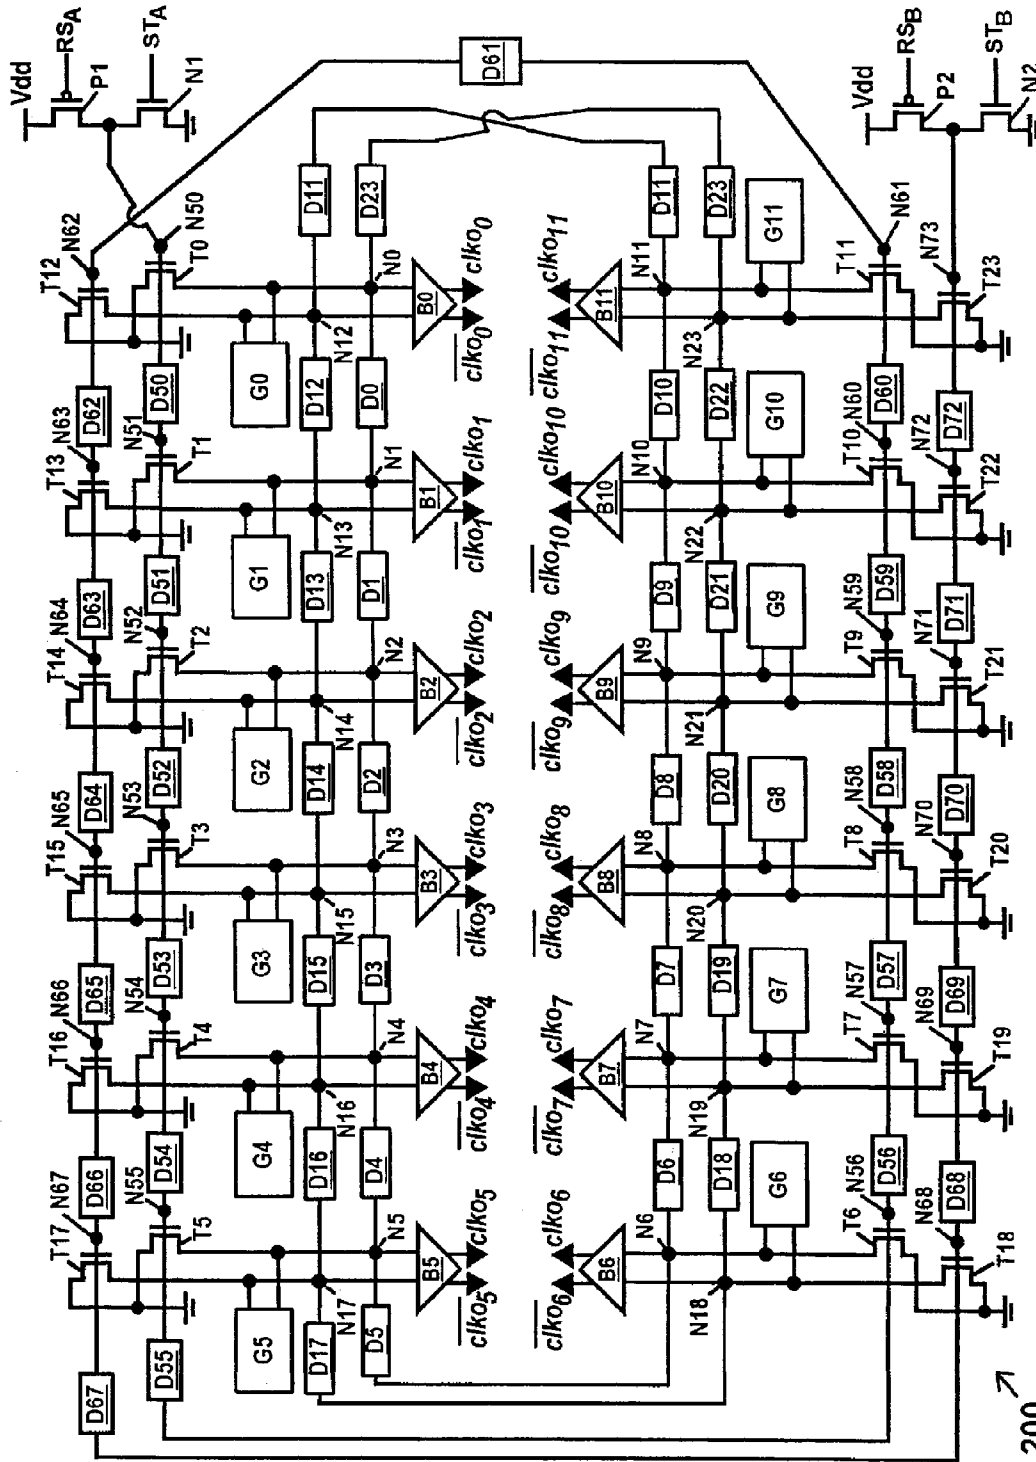 Vdd
RS_A
P1
ST_A
N1
T12 N62
N50
T0
D61
T13 N63 D62
N51 D50
T1
T14 N64 D63
N52 D51
T2
T15 N65 D64
N53 D52
T3
T16 N66 D65
N54 D53
T4
T17 N67 D66
N55 D54
T5
D67
D55
G5 G4 G3 G2 G1 G0
D17 N17 D16 N16 D15 N15 D14 N14 D13 N13 D12 N12 D11
D5 N5 D4 N4 D3 N3 D2 N2 D1 N1 D0 N0 D23
B5 B4 B3 B2 B1 B0
clko5 clko5 clko4 clko4 clko3 clko3 clko2 clko2 clko1 clko1 clko0 clko0
clko6 clko6 clko7 clko7 clko8 clko8 clko9 clko9 clko10 clko10 clko11 clko11
B6 B7 B8 B9 B10 B11
N6 D6 N7 D7 N8 D8 N9 D9 N10 D10 N11 D11
N18 D18 N19 D19 N20 D20 N21 D21 N22 D22 N23 D23
G6 G7 G8 G9 G10 G11
T6 N56 D56 T7 N57 D57 T8 N58 D58 T9 N59 D59 T10 N60 D60 T11 N61
N68 D68 N69 D69 N70 D70 N71 D71 N72 D72 N73
T18 T19 T20 T21 T22 T23
Vdd
RS_B
P2
ST_B
N2
200